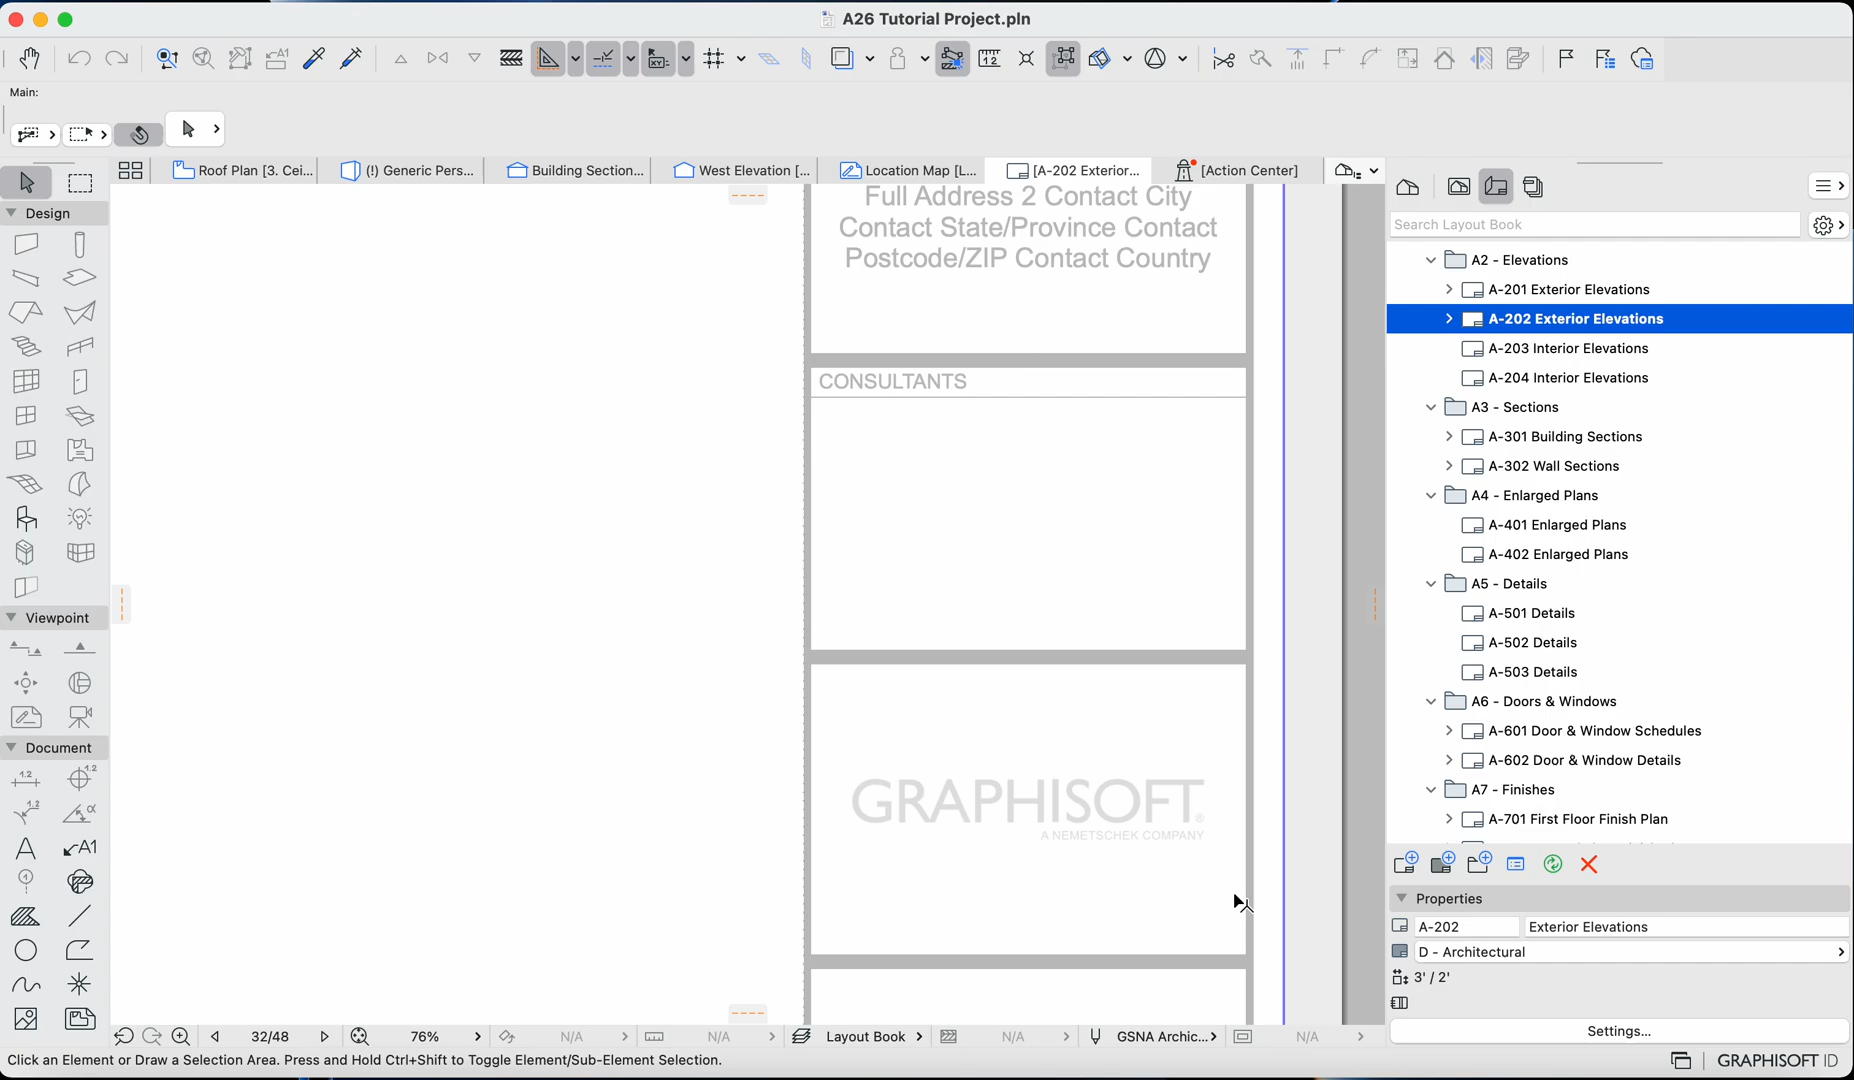 A26 Tutorial Project.pln
Main:
Roof Plan [3. Cei...
(!) Generic Pers...
Building Section...
West Elevation [...
Location Map [L...
[A-202 Exterior...
[Action Center]
Design
Viewpoint
Document
Full Address 2 Contact City
Contact State/Province Contact
Postcode/ZIP Contact Country
CONSULTANTS
GRAPHISOFT®
A NEMETSCHEK COMPANY
Search Layout Book
A2 - Elevations
A-201 Exterior Elevations
A-202 Exterior Elevations
A-203 Interior Elevations
A-204 Interior Elevations
A3 - Sections
A-301 Building Sections
A-302 Wall Sections
A4 - Enlarged Plans
A-401 Enlarged Plans
A-402 Enlarged Plans
A5 - Details
A-501 Details
A-502 Details
A-503 Details
A6 - Doors & Windows
A-601 Door & Window Schedules
A-602 Door & Window Details
A7 - Finishes
A-701 First Floor Finish Plan
Properties
A-202
Exterior Elevations
D - Architectural
3' / 2'
Settings...
32/48
76%
N/A
N/A
Layout Book
N/A
GSNA Archic...
N/A
Click an Element or Draw a Selection Area. Press and Hold Ctrl+Shift to Toggle Element/Sub-Element Selection.
GRAPHISOFT ID